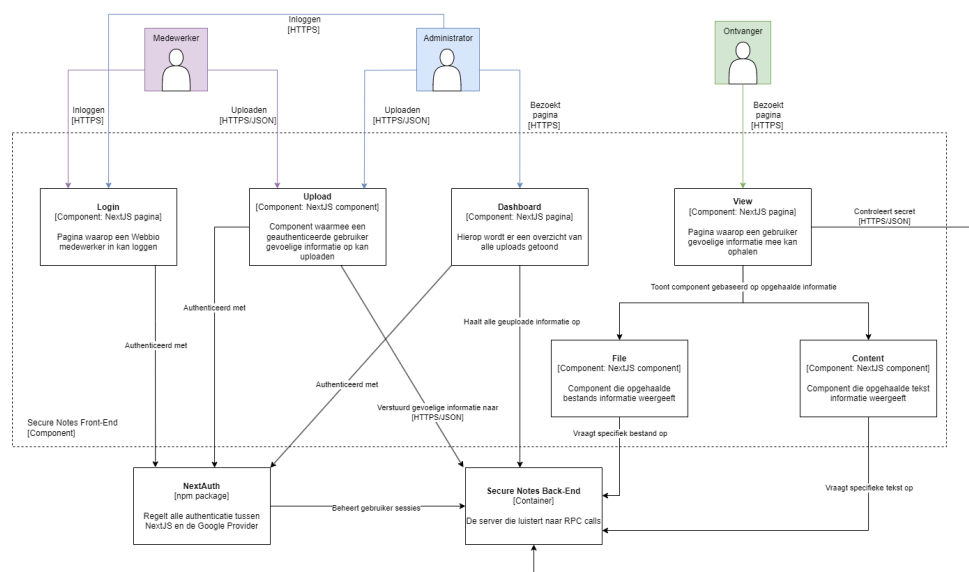 Inloggen
[HTTPS]
Medewerker
Administrator
Ontvanger
Inloggen
[HTTPS]
Uploaden
[HTTPS/JSON]
Uploaden
[HTTPS/JSON]
Bezoekt
pagina
[HTTPS]
Bezoekt
pagina
[HTTPS]
Login
[Component: NextJS pagina]
Pagina waarop een Webbio
medewerker in kan loggen
Upload
[Component: NextJS component]
Component waarmee een
geauthenticeerde gebruiker
gevoelige informatie op kan
uploaden
Dashboard
[Component: NextJS pagina]
Hierop wordt er een overzicht van
alle uploads getoond
View
[Component: NextJS pagina]
Pagina waarop een gebruiker
gevoelige informatie mee kan
ophalen
Controleert secret
[HTTPS/JSON]
Toont component gebaseerd op opgehaalde informatie
Authenticeerd met
Haalt alle geuploade informatie op
Authenticeerd met
File
[Component: NextJS component]
Component die opgehaalde
bestands informatie weergeeft
Content
[Component: NextJS component]
Component die opgehaalde tekst
informatie weergeeft
Authenticeerd met
Verstuurd gevoelige informatie naar
[HTTPS/JSON]
Secure Notes Front-End
[Component]
Vraagt specifiek bestand op
NextAuth
[npm package]
Regelt alle authenticatie tussen
NextJS en de Google Provider
Beheert gebruiker sessies
Secure Notes Back-End
[Container]
De server die luistert naar RPC calls
Vraagt specifieke tekst op